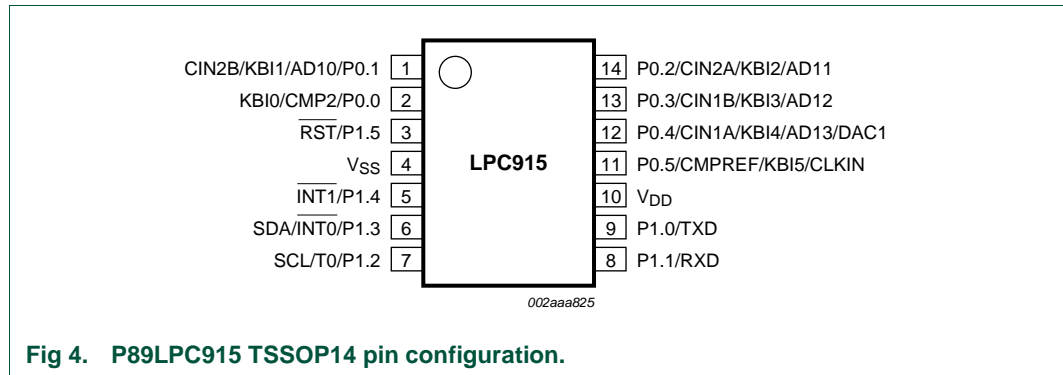 CIN2B/KBI1/AD10/P0.1 1 14 P0.2/CIN2A/KBI2/AD11
KBI0/CMP2/P0.0 2 13 P0.3/CIN1B/KBI3/AD12
RST/P1.5 3 12 P0.4/CIN1A/KBI4/AD13/DAC1
VSS 4 LPC915 11 P0.5/CMPREF/KBI5/CLKIN
INT1/P1.4 5 10 VDD
SDA/INT0/P1.3 6 9 P1.0/TXD
SCL/T0/P1.2 7 8 P1.1/RXD
002aaa825
Fig 4. P89LPC915 TSSOP14 pin configuration.